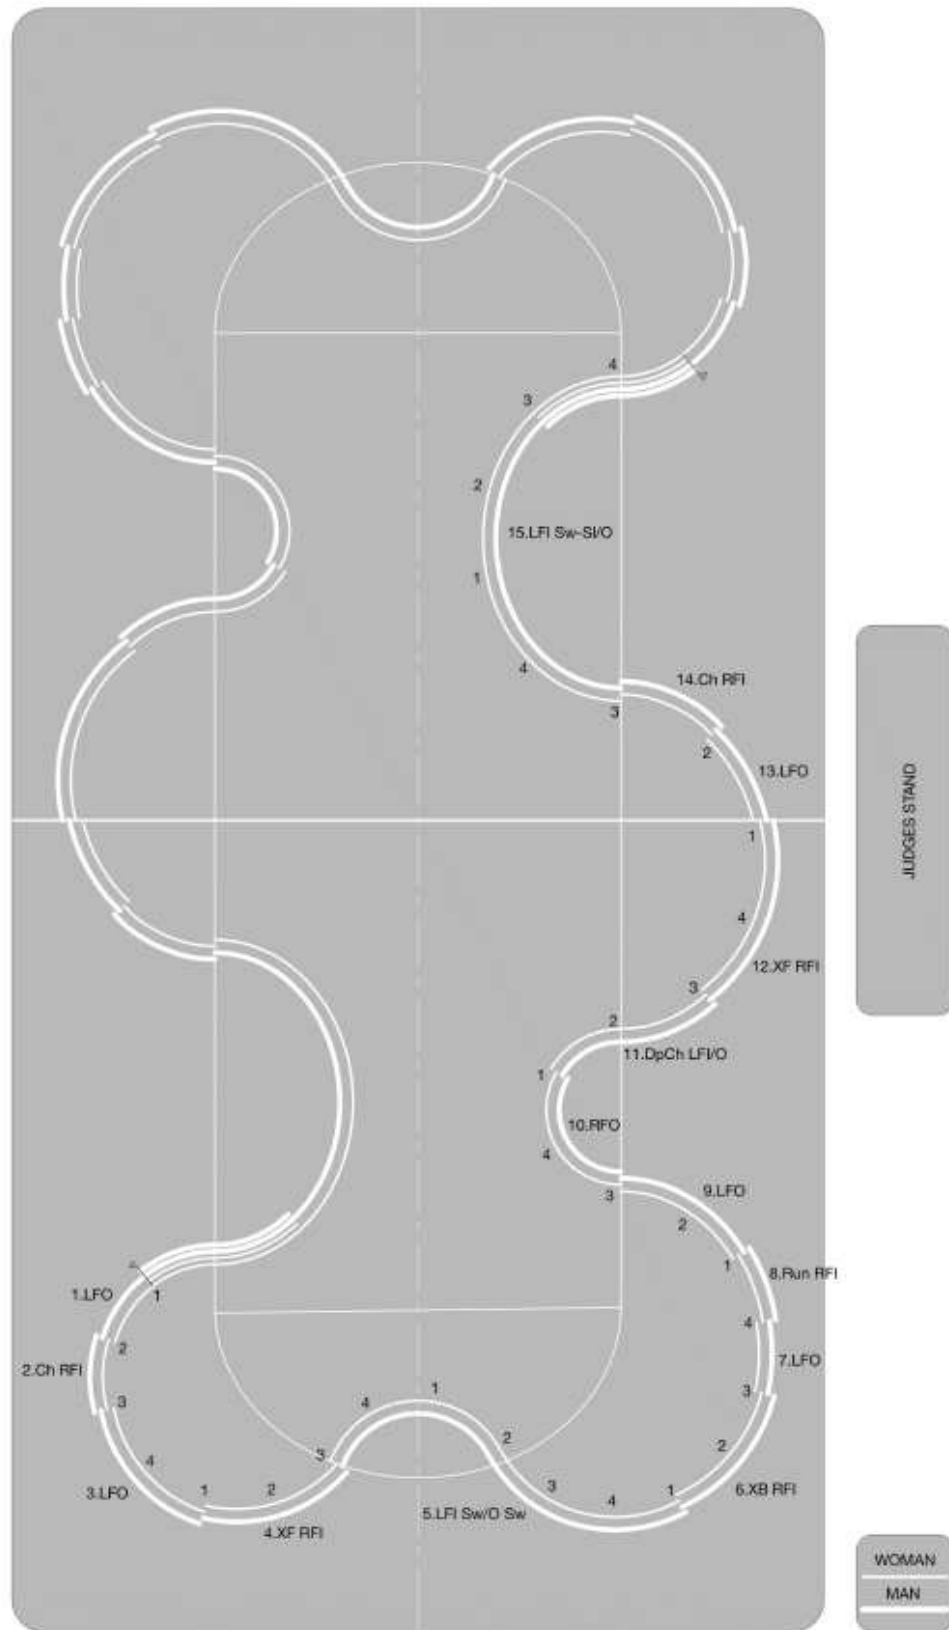 4
3
2
15.LFI Sw-SI/O
1
4
14.Ch RFI
3
2
13.LFO
1
JUDGES STAND
4
12.XF RFI
3
2
11.DpCh LFI/O
1
10.RFO
4
9.LFO
3
2
1
8.Run RFI
1.LFO
1
4
2
7.LFO
2.Ch RFI
3
1
3
4
2
3
4
2
3
6.XB RFI
3.LFO
1
2
4
1
5.LFI Sw/O Sw
4.XF RFI
WOMAN
MAN